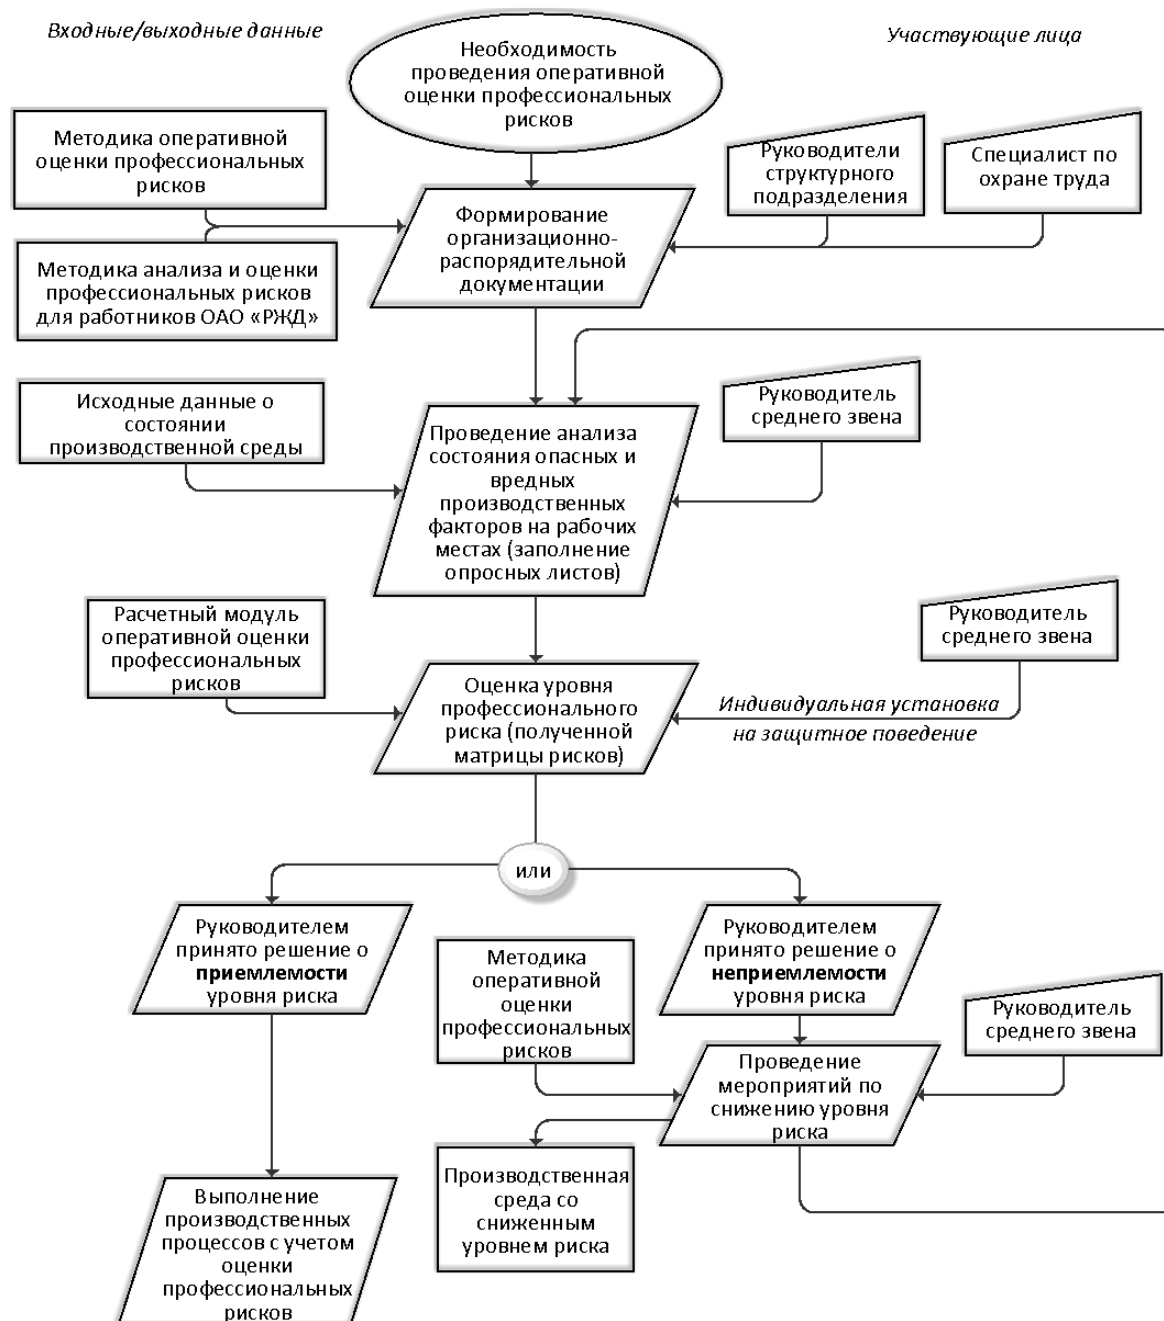 Входные/выходные данные
Участвующие лица
Необходимость
проведения оперативной
оценки профессиональных
рисков
Методика оперативной
оценки профессиональных
рисков
Руководители
структурного
подразделения
Специалист по
охране труда
Формирование
организационно-
распорядительной
документации
Методика анализа и оценки
профессиональных рисков
для работников ОАО «РЖД»
Исходные данные о
состоянии
производственной среды
Руководитель
среднего звена
Проведение анализа
состояния опасных и
вредных
производственных
факторов на рабочих
местах (заполнение
опросных листов)
Расчетный модуль
оперативной оценки
профессиональных
рисков
Руководитель
среднего звена
Оценка уровня
профессионального
риска (полученной
матрицы рисков)
Индивидуальная установка
на защитное поведение
или
Руководителем
принято решение о
приемлемости
уровня риска
Методика
оперативной
оценки
профессиональных
рисков
Руководителем
принято решение о
неприемлемости
уровня риска
Руководитель
среднего звена
Проведение
мероприятий по
снижению уровня
риска
Производственная
среда со
сниженным
уровнем риска
Выполнение
производственных
процессов с учетом
оценки
профессиональных
рисков